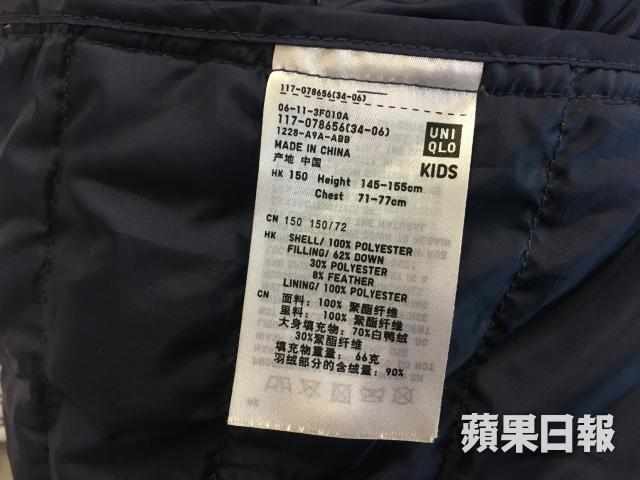 117-078656(34-06)
06-11-3F010A
117-078656(34-06)
1228-A9A-ABB
MADE IN CHINA
产地 中国
UNI
QLO
KIDS
HK 150 Height 145-155cm
Chest 71-77cm
CN 150 150/72
HK SHELL/ 100% POLYESTER
FILLING/ 62% DOWN
30% POLYESTER
8% FEATHER
LINING/ 100% POLYESTER
CN 面料: 100% 聚酯纤维
里料: 100% 聚酯纤维
大身填充物: 70%白鸭绒
30%聚酯纤维
填充物重量: 66克
羽绒部分的含绒量: 90%
蘋果日報